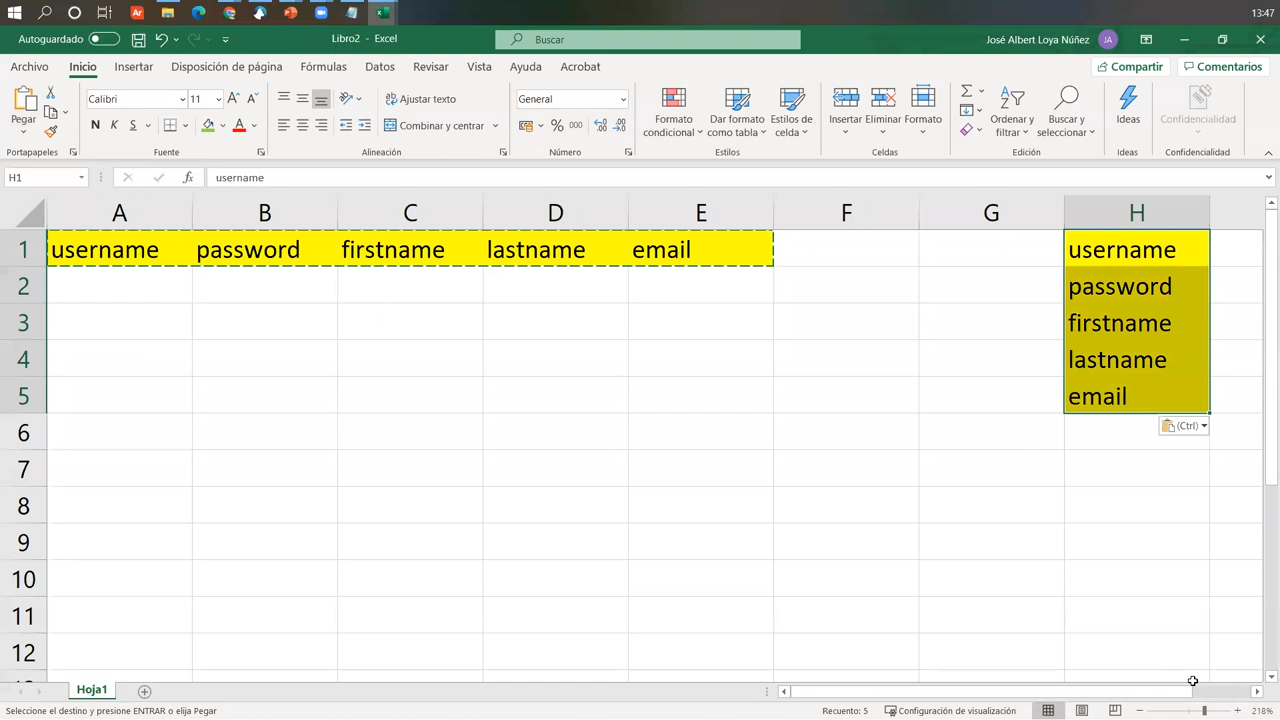 13:47
Autoguardado
Libro2 - Excel
Buscar
José Albert Loya Núñez
JA
Archivo Inicio Insertar Disposición de página Fórmulas Datos Revisar Vista Ayuda Acrobat
Compartir
Comentarios
Pegar
Calibri 11
N K S
Ajustar texto
Combinar y centrar
General
% 000
Formato condicional
Dar formato como tabla
Estilos de celda
Insertar
Eliminar
Formato
Ordenar y filtrar
Buscar y seleccionar
Ideas
Confidencialidad
Portapapeles Fuente Alineación Número Estilos Celdas Edición Ideas Confidencialidad
H1 fx username
A B C D E F G H
1 username password firstname lastname email username
2 password
3 firstname
4 lastname
5 email
6 (Ctrl)
7
8
9
10
11
12
Hoja1
Seleccione el destino y presione ENTRAR o elija Pegar
Recuento: 5
Configuración de visualización
218%